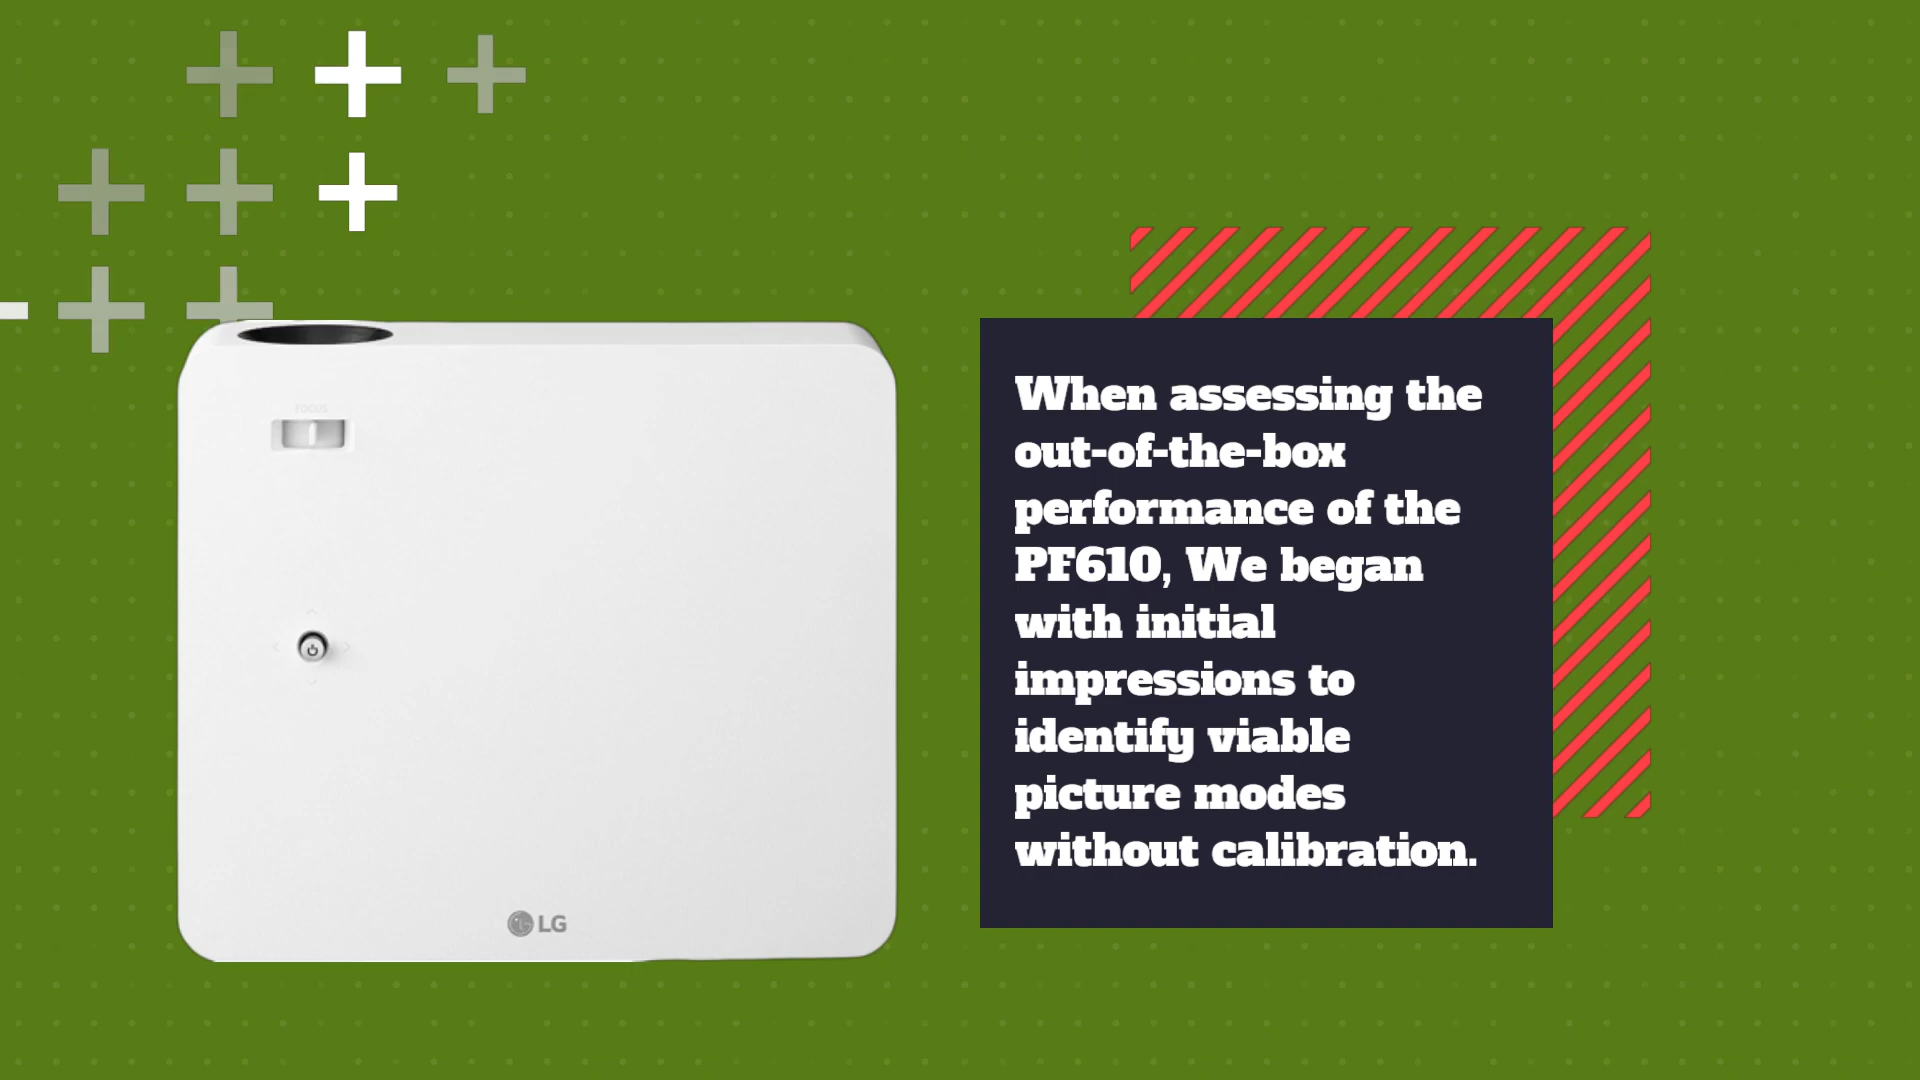 FOCUS
LG
When assessing the
out-of-the-box
performance of the
PF610, We began
with initial
impressions to
identify viable
picture modes
without calibration.